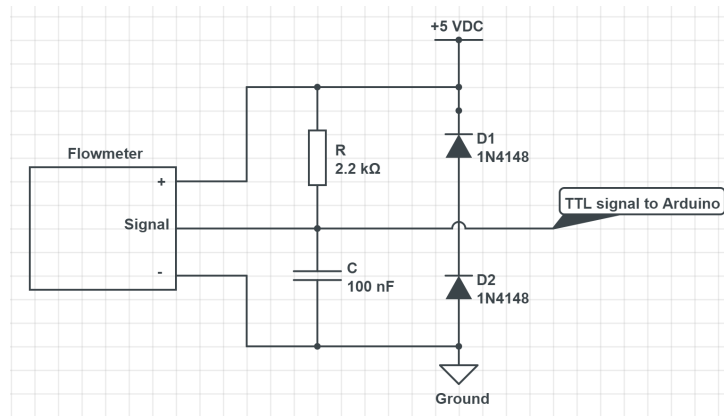 +5 VDC
D1
1N4148
Flowmeter
R
2.2 kΩ
+
TTL signal to Arduino
Signal
C
100 nF
-
D2
1N4148
Ground